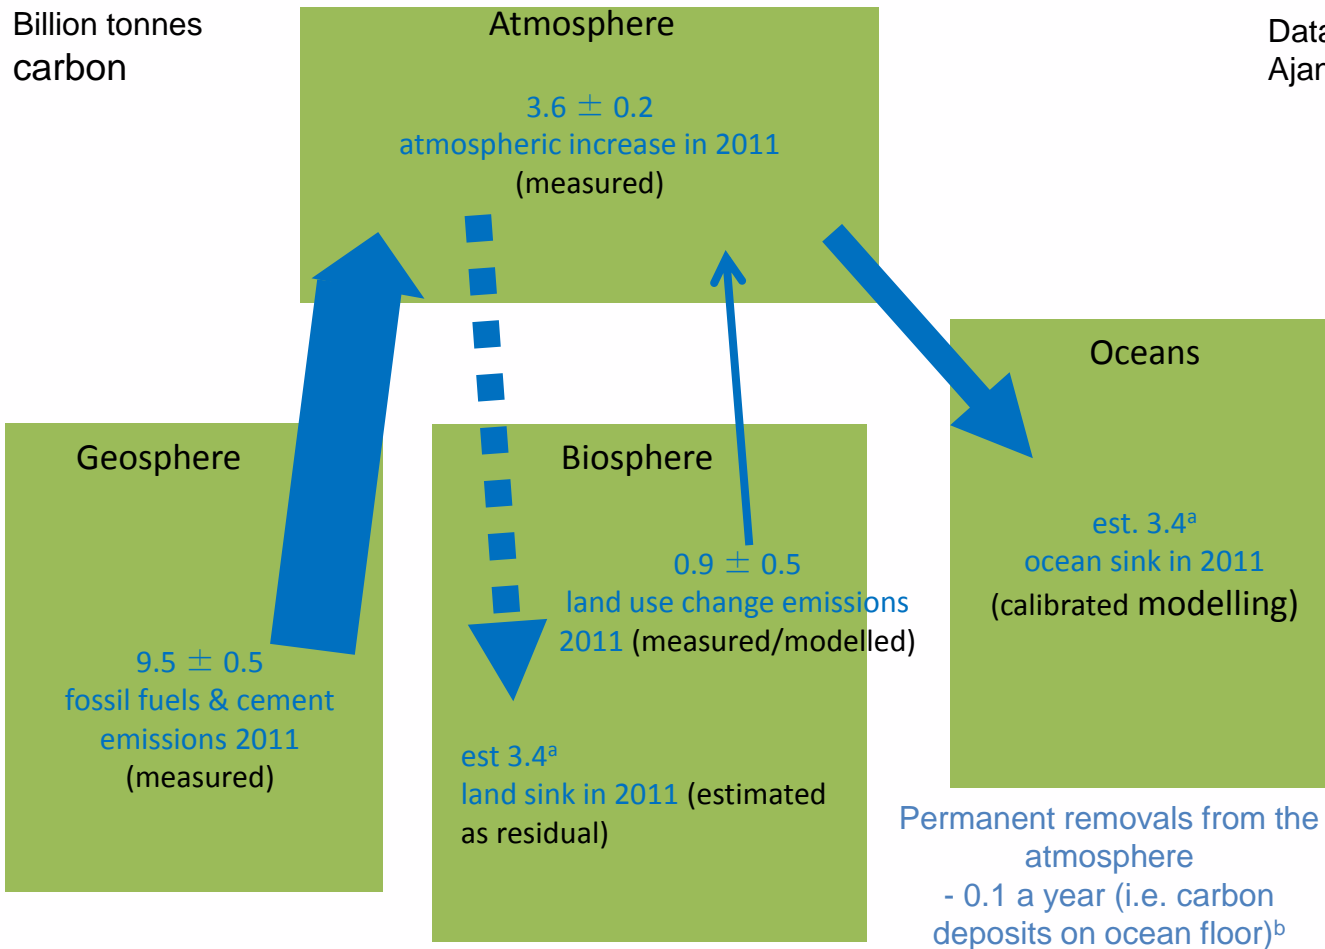 Billion tonnes
carbon
Atmosphere
3.6 ± 0.2
atmospheric increase in 2011
(measured)
Oceans
est. 3.4ᵃ
ocean sink in 2011
(calibrated modelling)
Geosphere
9.5 ± 0.5
fossil fuels & cement
emissions 2011
(measured)
Biosphere
0.9 ± 0.5
land use change emissions
2011 (measured/modelled)
est 3.4ᵃ
land sink in 2011 (estimated
as residual)
Permanent removals from the
atmosphere
- 0.1 a year (i.e. carbon
deposits on ocean floor)ᵇ